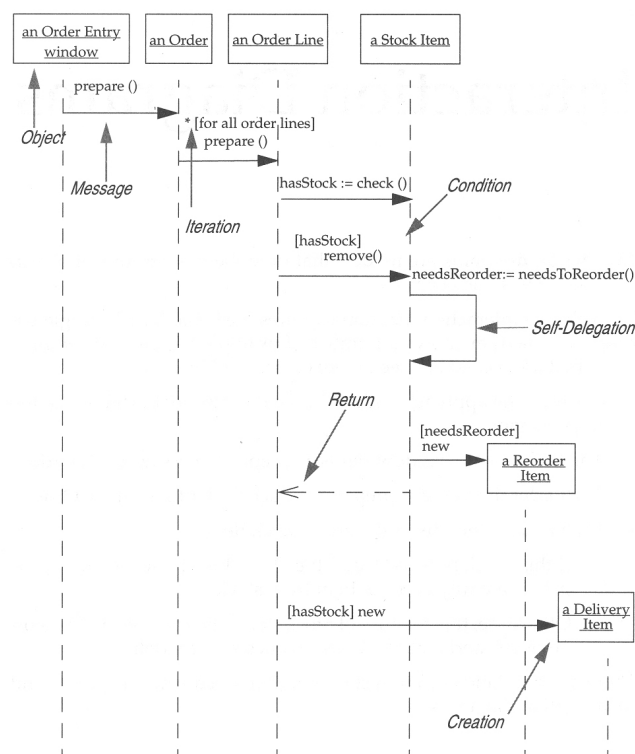 an Order Entry
window
an Order
an Order Line
a Stock Item
prepare ()
Object
* [for all order lines]
prepare ()
Message
Iteration
hasStock := check ()
Condition
[hasStock]
remove()
needsReorder:= needsToReorder()
Self-Delegation
Return
[needsReorder]
new
a Reorder
Item
[hasStock] new
a Delivery
Item
Creation